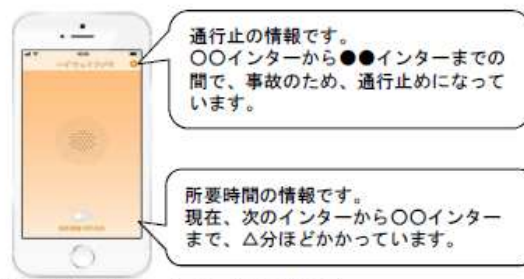 通行止の情報です。
〇〇インターから●●インターまでの
間で、事故のため、通行止めになって
います。
所要時間の情報です。
現在、次のインターから〇〇インター
まで、△分ほどかかっています。